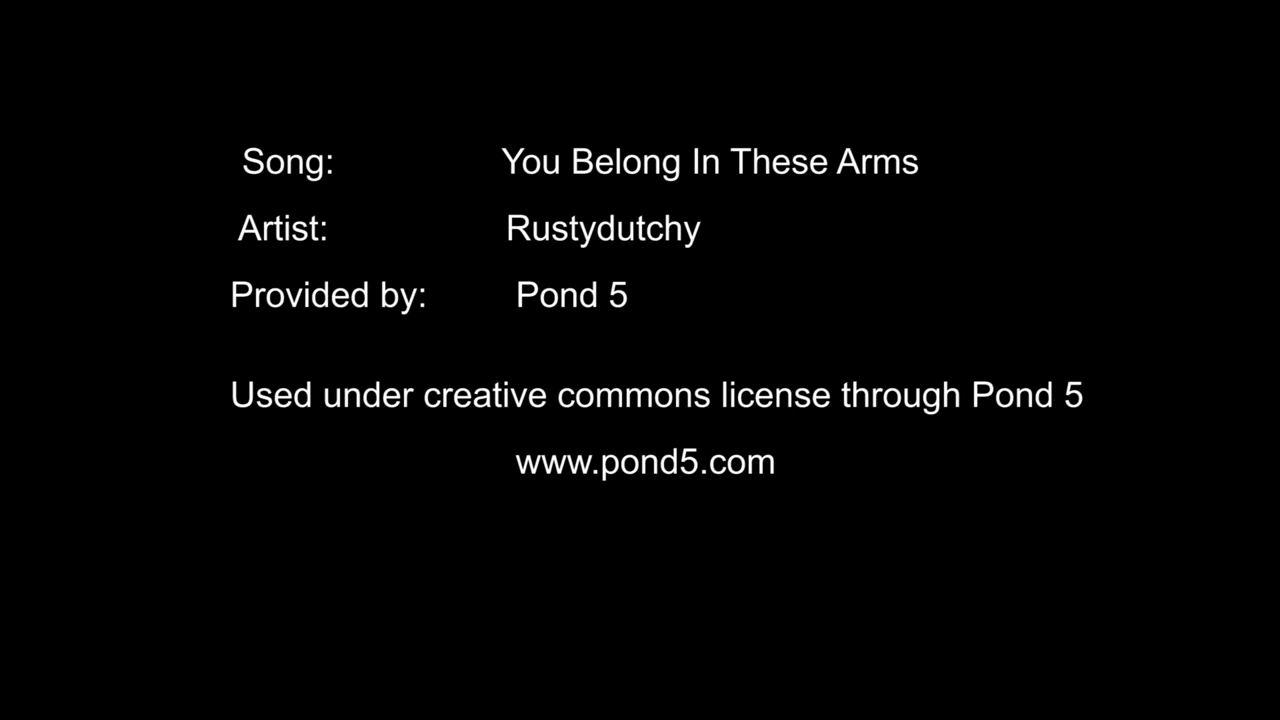 Song: You Belong In These Arms
Artist: Rustydutchy
Provided by: Pond 5
Used under creative commons license through Pond 5
www.pond5.com